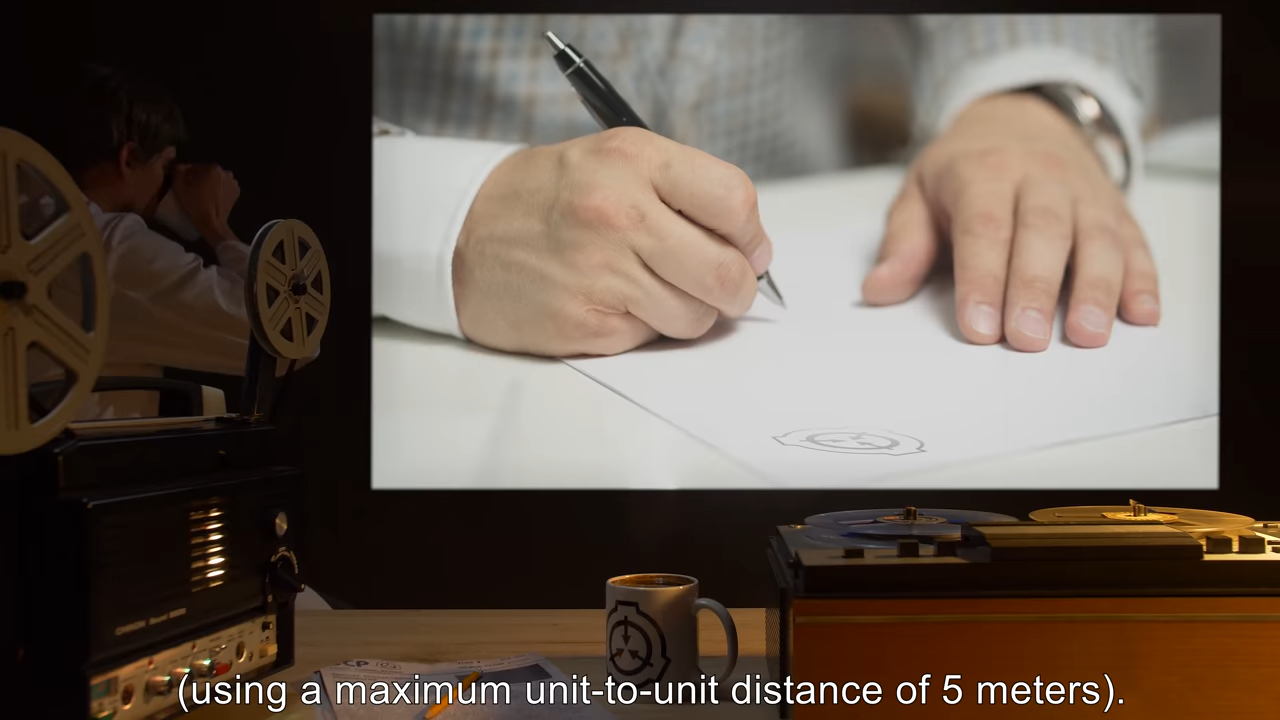 (using a maximum unit-to-unit distance of 5 meters).